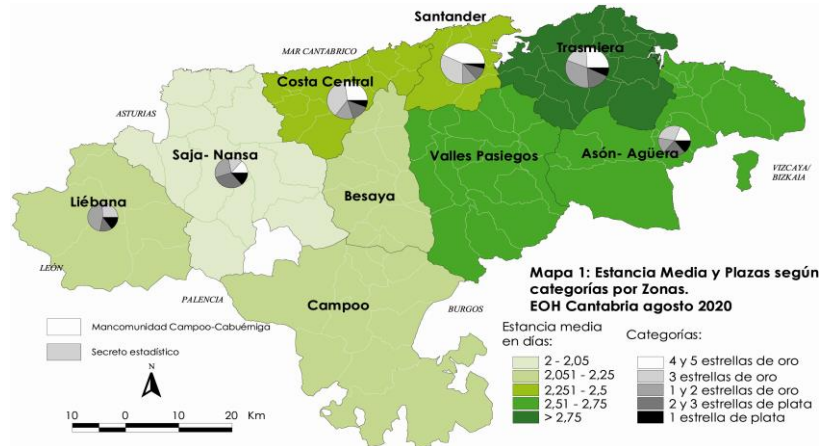 Santander
MAR CANTABRICO
Trasmiera
Costa Central
ASTURIAS
Saja- Nansa
Valles Pasiegos
Asón- Agüera
VIZCAYA/
BIZKAIA
Besaya
Liébana
LEÓN
PALENCIA
Campoo
BURGOS
Mapa 1: Estancia Media y Plazas según
categorías por Zonas.
EOH Cantabria agosto 2020
Mancomunidad Campoo-Cabuérniga
Secreto estadístico
N
10 0 10 20 Km
Estancia media
en días:
2 - 2,05
2,051 - 2,25
2,251 - 2,5
2,51 - 2,75
> 2,75
Categorías:
4 y 5 estrellas de oro
3 estrellas de oro
1 y 2 estrellas de oro
2 y 3 estrellas de plata
1 estrella de plata